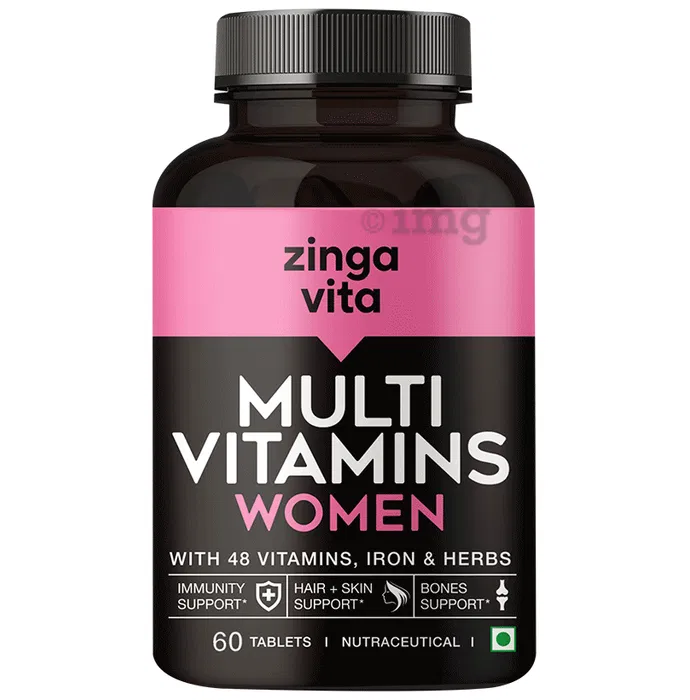 ©1mg
zinga
vita
MULTI
VITAMINS
WOMEN
WITH 48 VITAMINS, IRON & HERBS
IMMUNITY
SUPPORT*
HAIR + SKIN
SUPPORT*
BONES
SUPPORT*
60 TABLETS | NUTRACEUTICAL |